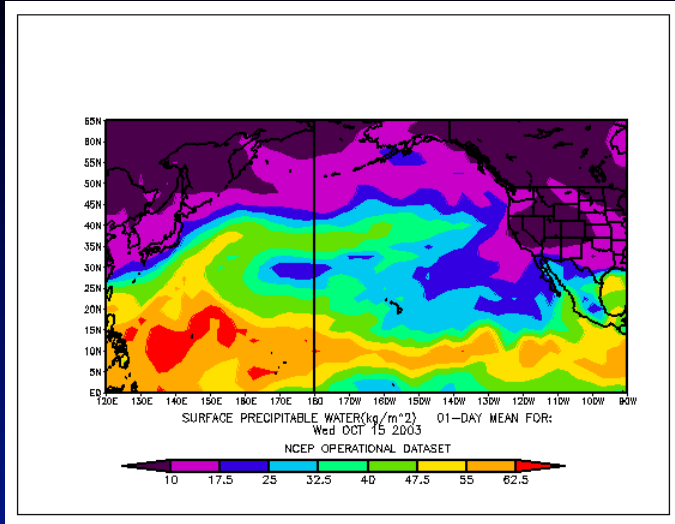 65N
60N
55N
50N
45N
40N
35N
30N
25N
20N
15N
10N
5N
EQ
120E 130E 140E 150E 160E 170E 180 170W 160W 150W 140W 130W 120W 110W 100W 90W
SURFACE PRECIPITABLE WATER(kg/m^2) 01-DAY MEAN FOR:
Wed OCT 15 2003
NCEP OPERATIONAL DATASET
10 17.5 25 32.5 40 47.5 55 62.5